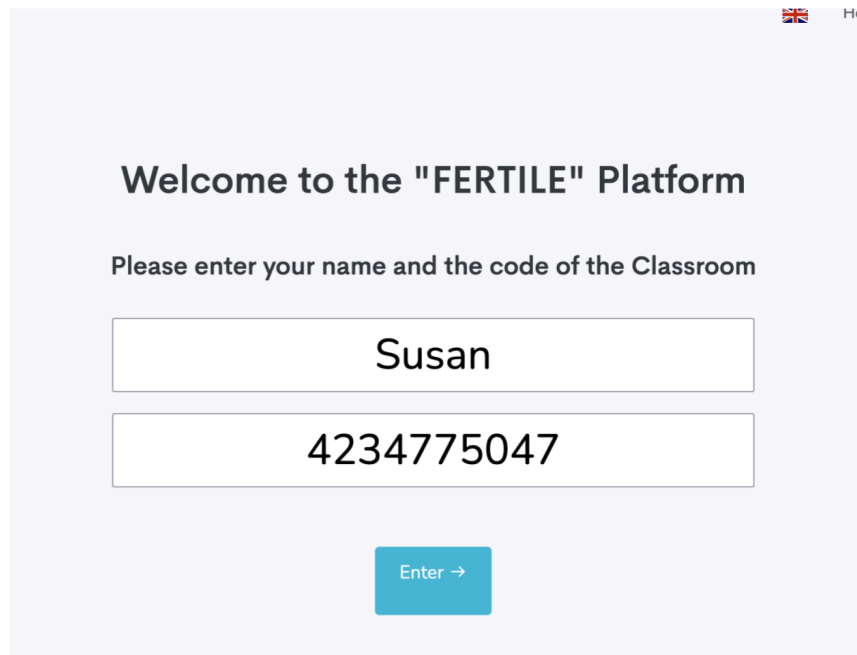 Welcome to the "FERTILE" Platform
Please enter your name and the code of the Classroom
Susan
4234775047
Enter →